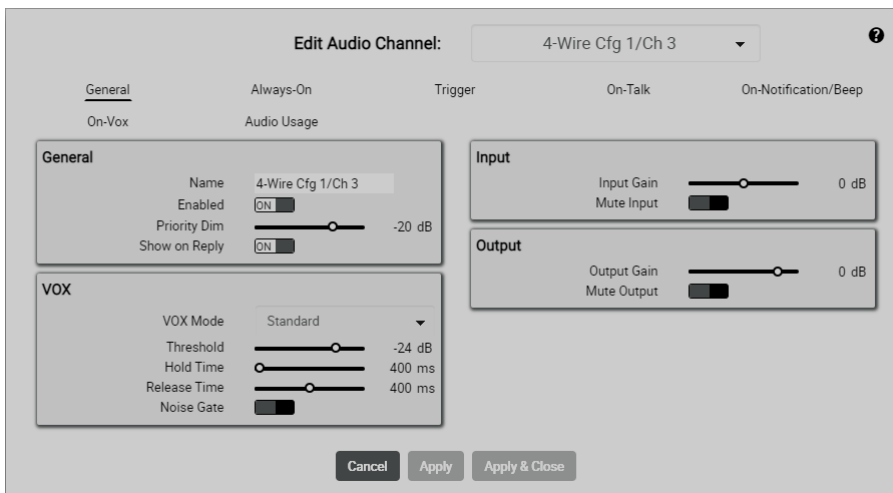 Edit Audio Channel: 4-Wire Cfg 1/Ch 3 ?
General Always-On Trigger On-Talk On-Notification/Beep
On-Vox Audio Usage
General
Name 4-Wire Cfg 1/Ch 3
Enabled ON
Priority Dim -20 dB
Show on Reply ON
VOX
VOX Mode Standard
Threshold -24 dB
Hold Time 400 ms
Release Time 400 ms
Noise Gate
Input
Input Gain 0 dB
Mute Input
Output
Output Gain 0 dB
Mute Output
Cancel Apply Apply & Close